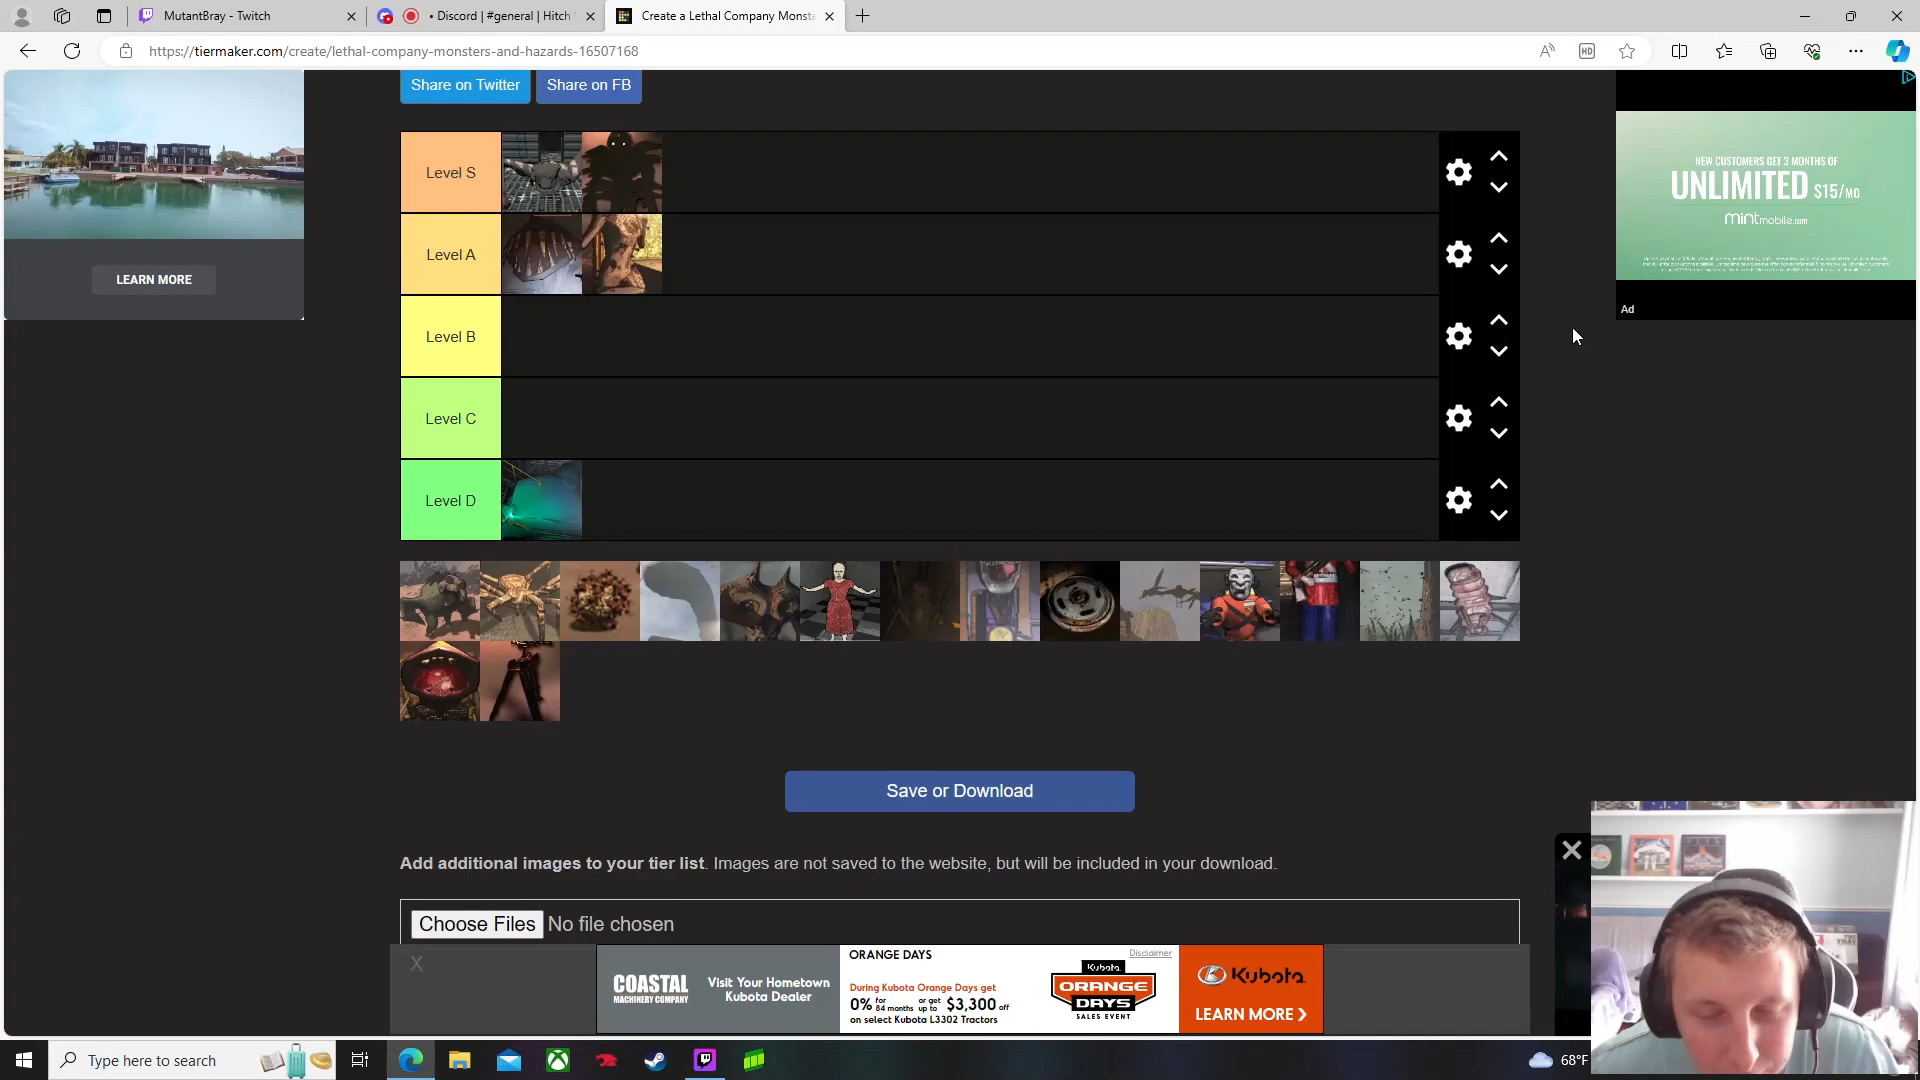 MutantBray - Twitch
• Discord | #general | Hitch
Create a Lethal Company Monst
https://tiermaker.com/create/lethal-company-monsters-and-hazards-16507168
HD
Share on Twitter
Share on FB
LEARN MORE
NEW CUSTOMERS GET 3 MONTHS OF
UNLIMITED $15/MO
mintmobile.com
Ad
Level S
Level A
Level B
Level C
Level D
Save or Download
Add additional images to your tier list. Images are not saved to the website, but will be included in your download.
Choose Files No file chosen
X
COASTAL
MACHINERY COMPANY
Visit Your Hometown
Kubota Dealer
ORANGE DAYS
Disclaimer
During Kubota Orange Days get
0% for 84 months or get up to $3,300 off
on select Kubota L3302 Tractors
Kubota
ORANGE
DAYS
SALES EVENT
Kubota
LEARN MORE
Type here to search
68°F